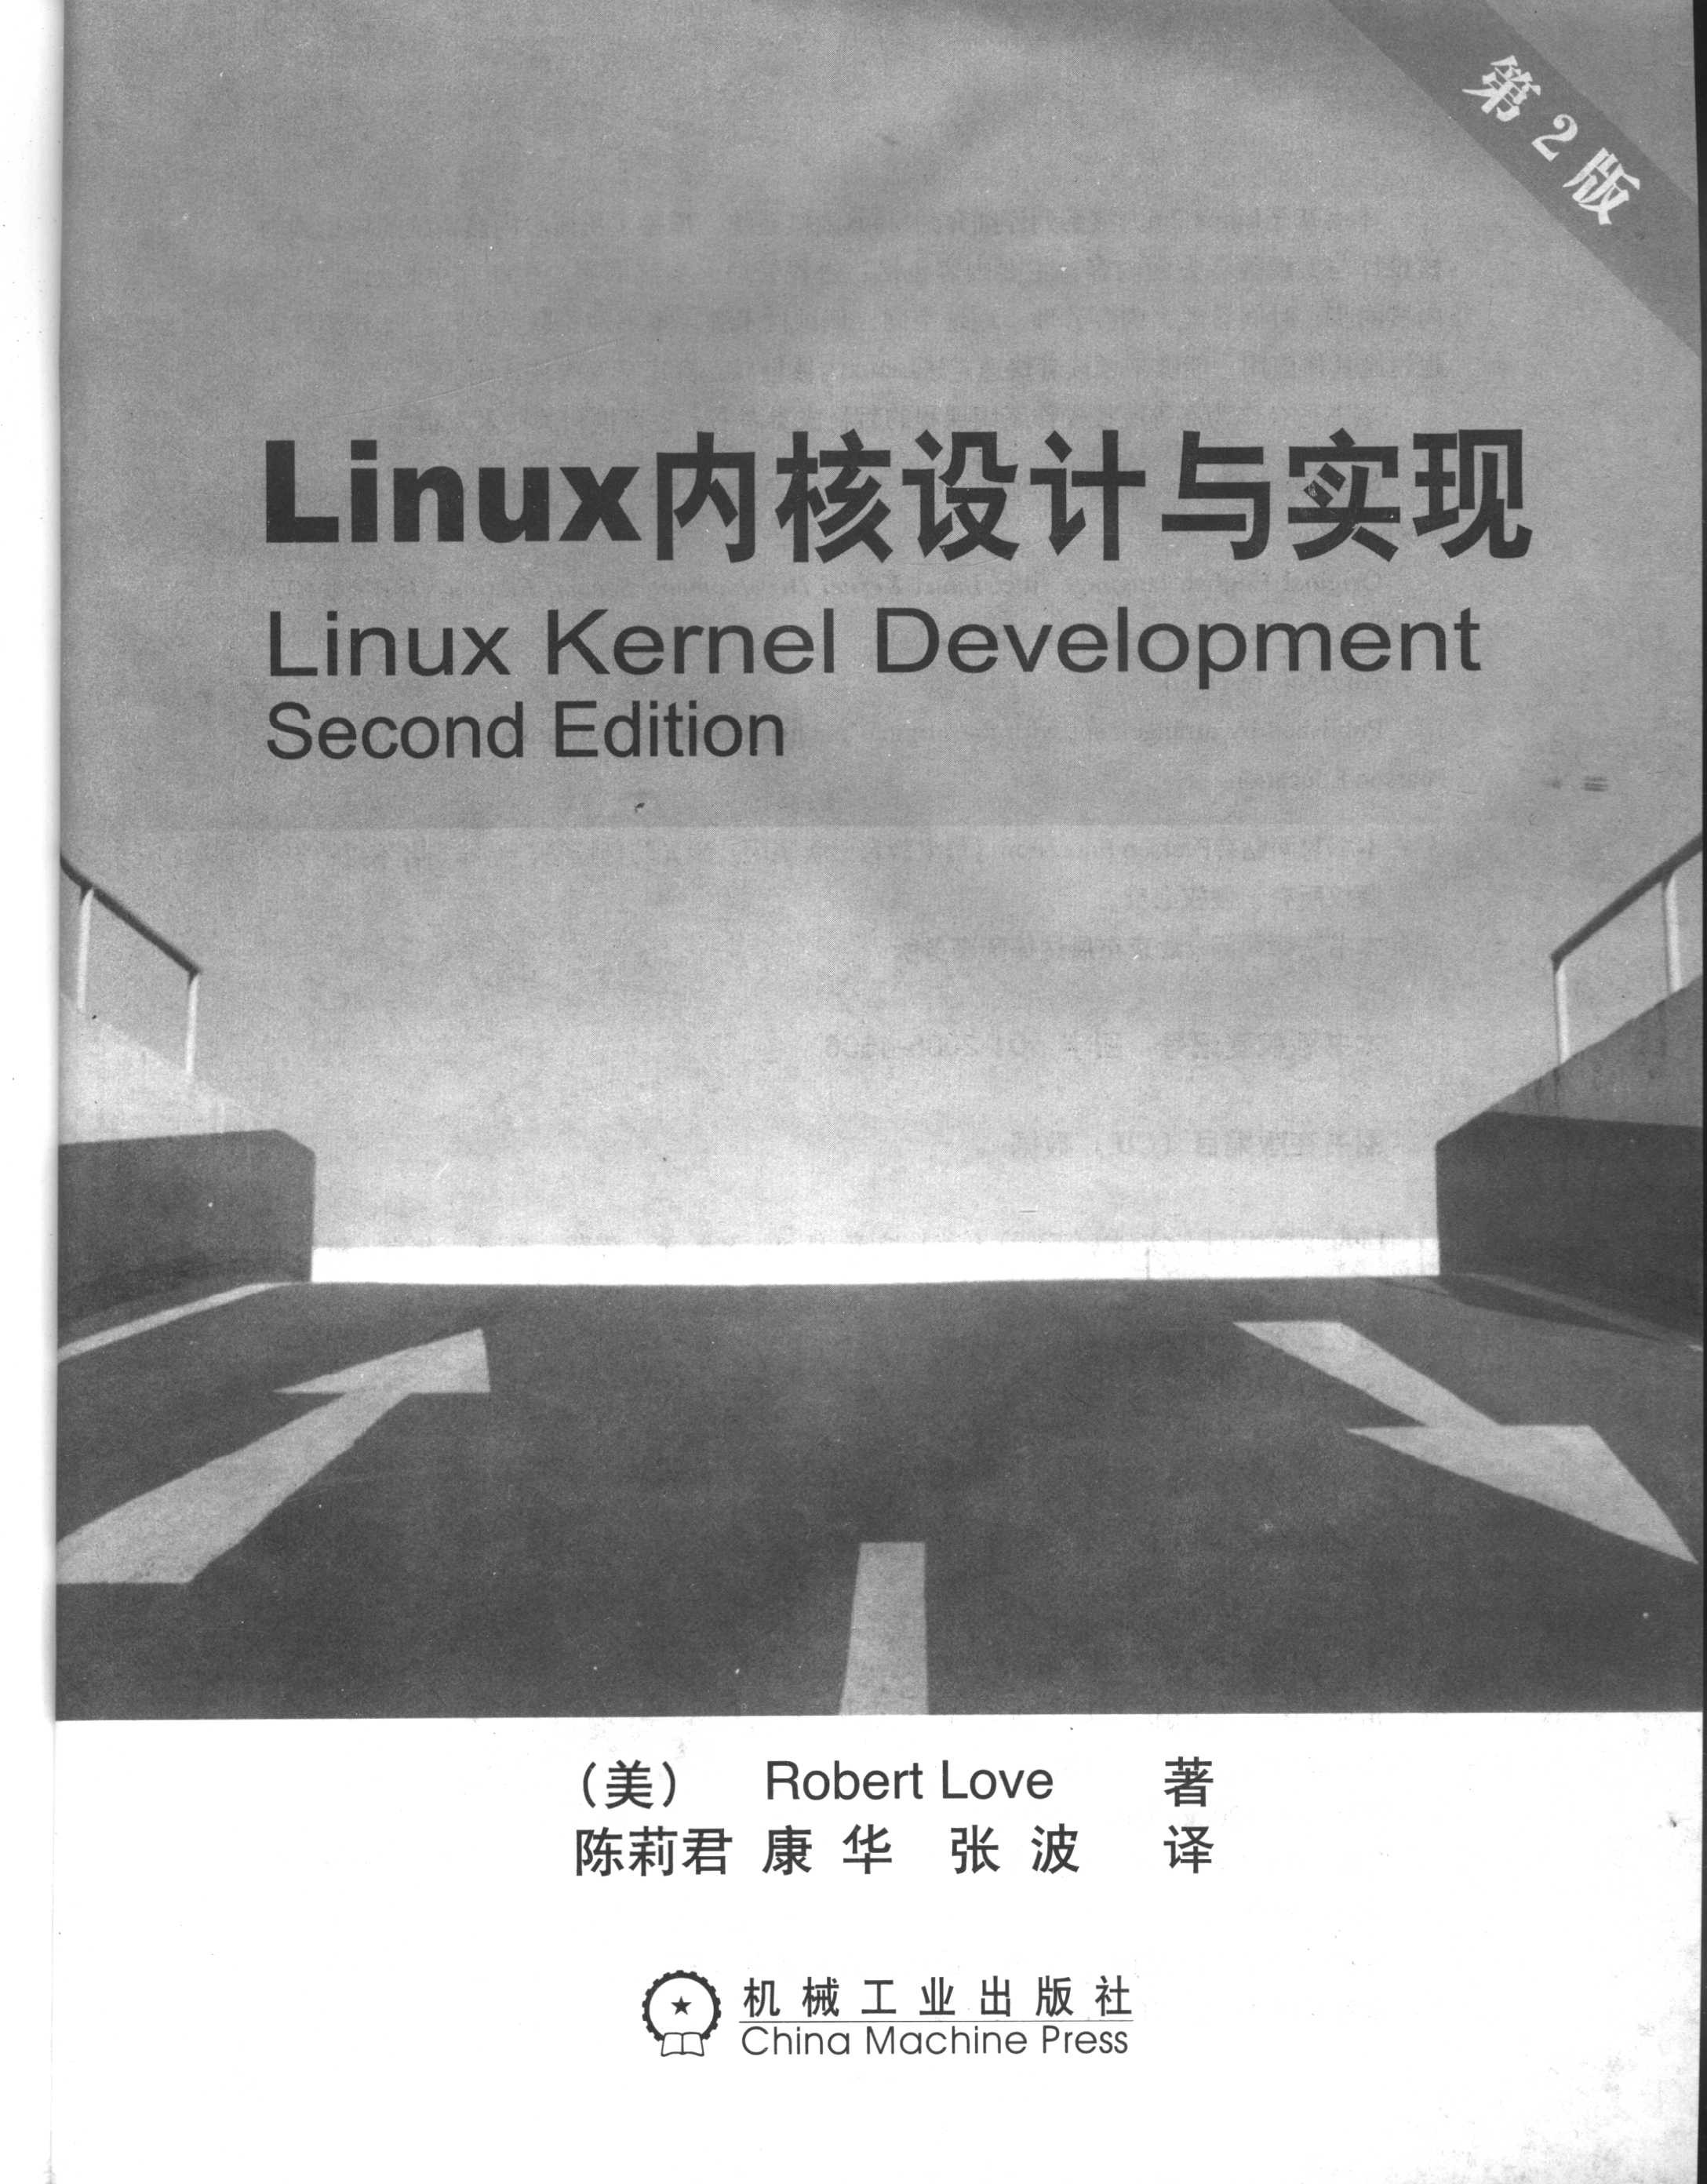 第2版
Linux内核设计与实现
Linux Kernel Development
Second Edition
（美） Robert Love 著
陈莉君 康 华 张 波 译
机械工业出版社
China Machine Press